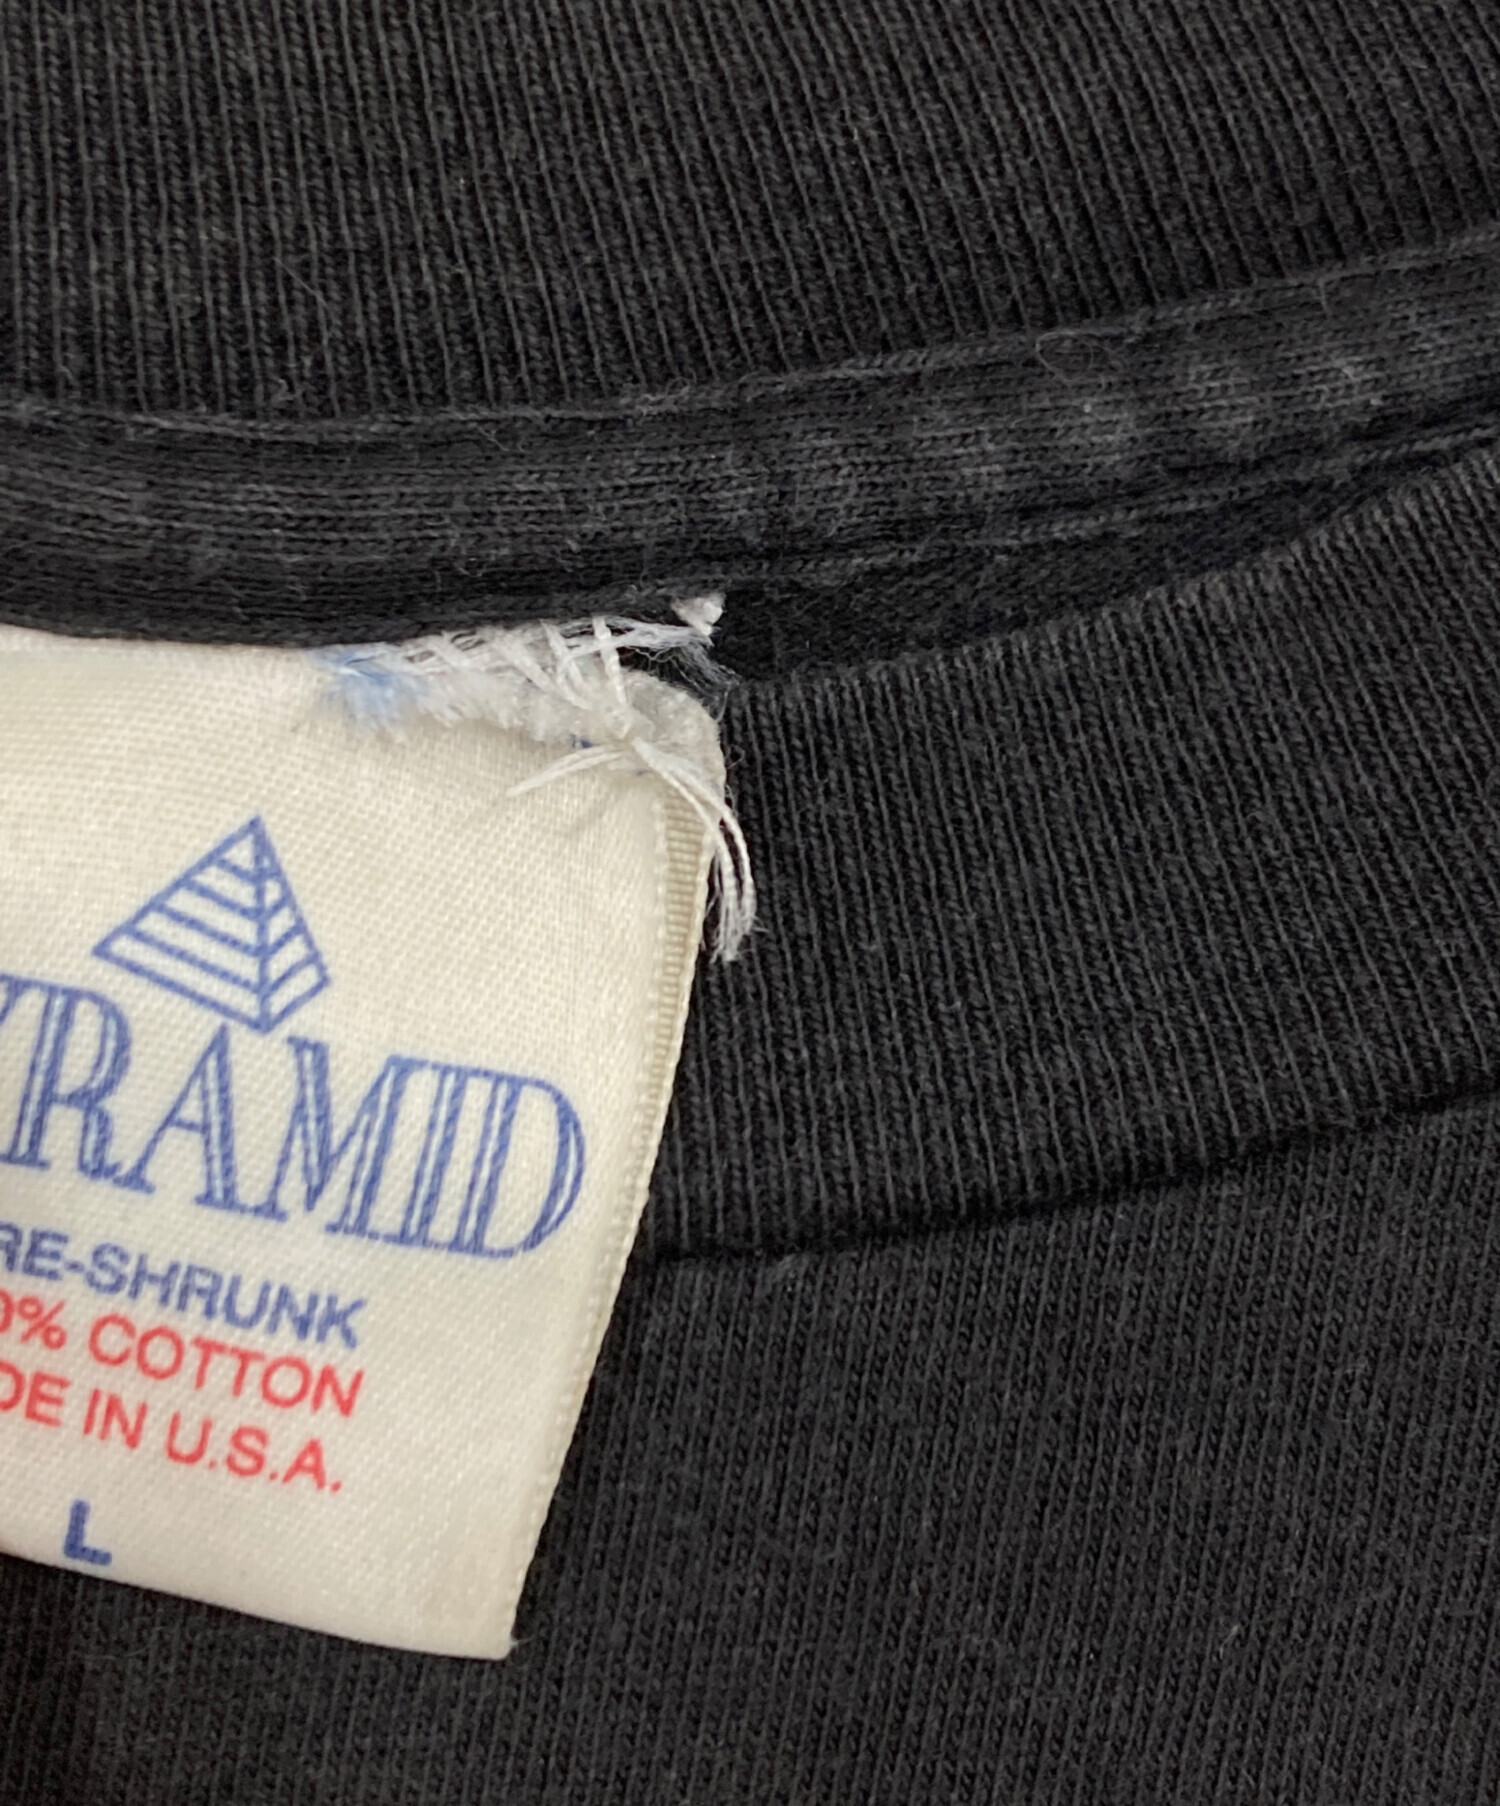 YRAMID
RE-SHRUNK
0% COTTON
DE IN U.S.A.
L